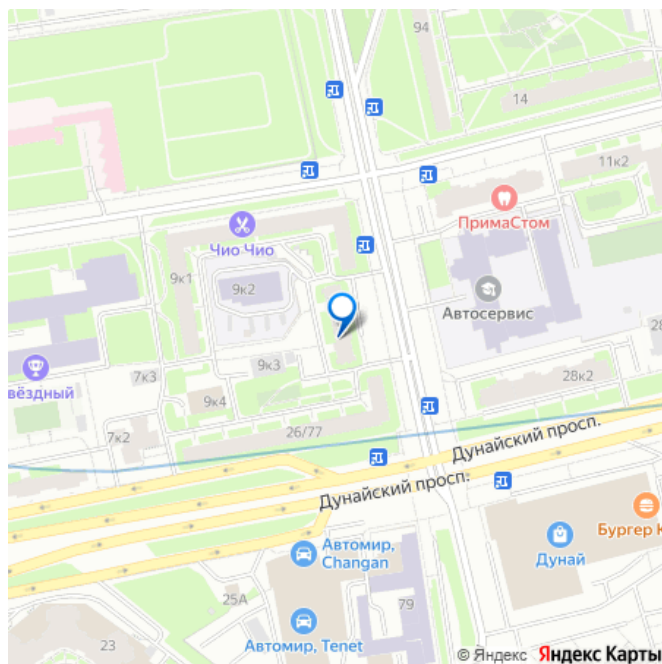 94
14
11к2
ПримаСтом
Чио Чио
9к1
9к2
Автосервис
9к3
вёздный
7к3
28
28к2
9к4
7к2
26/77
Дунайский просп.
Дунайский просп.
Бургер К
Дунай
Автомир,
Changan
25А
79
Автомир, Tenet
23
© Яндекс Яндекс Карты